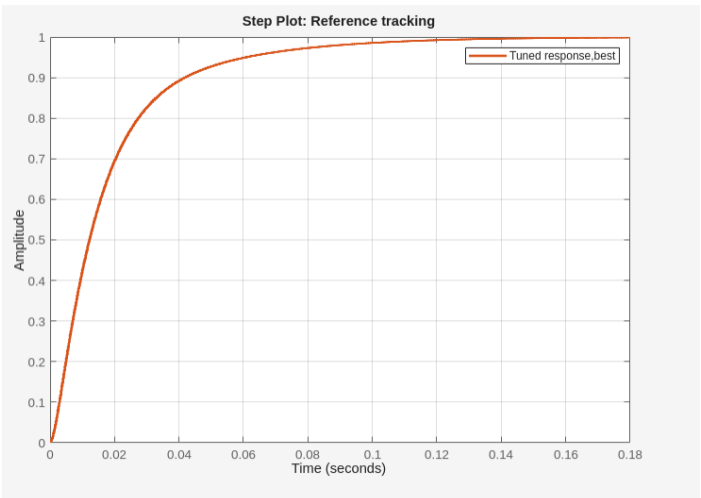 Step Plot: Reference tracking
Tuned response,best
Amplitude
1
0.9
0.8
0.7
0.6
0.5
0.4
0.3
0.2
0.1
0
0 0.02 0.04 0.06 0.08 0.1 0.12 0.14 0.16 0.18
Time (seconds)